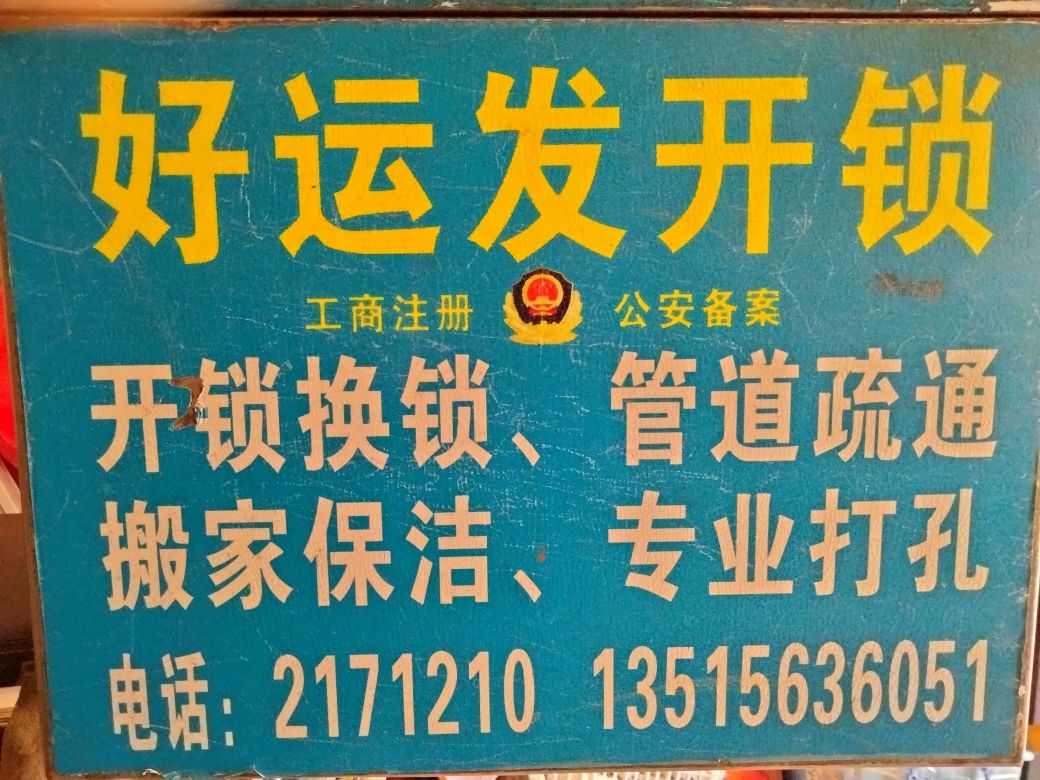 好运发开锁
工商注册 公安备案
开锁换锁、管道疏通
搬家保洁、专业打孔
电话：2171210 13515636051